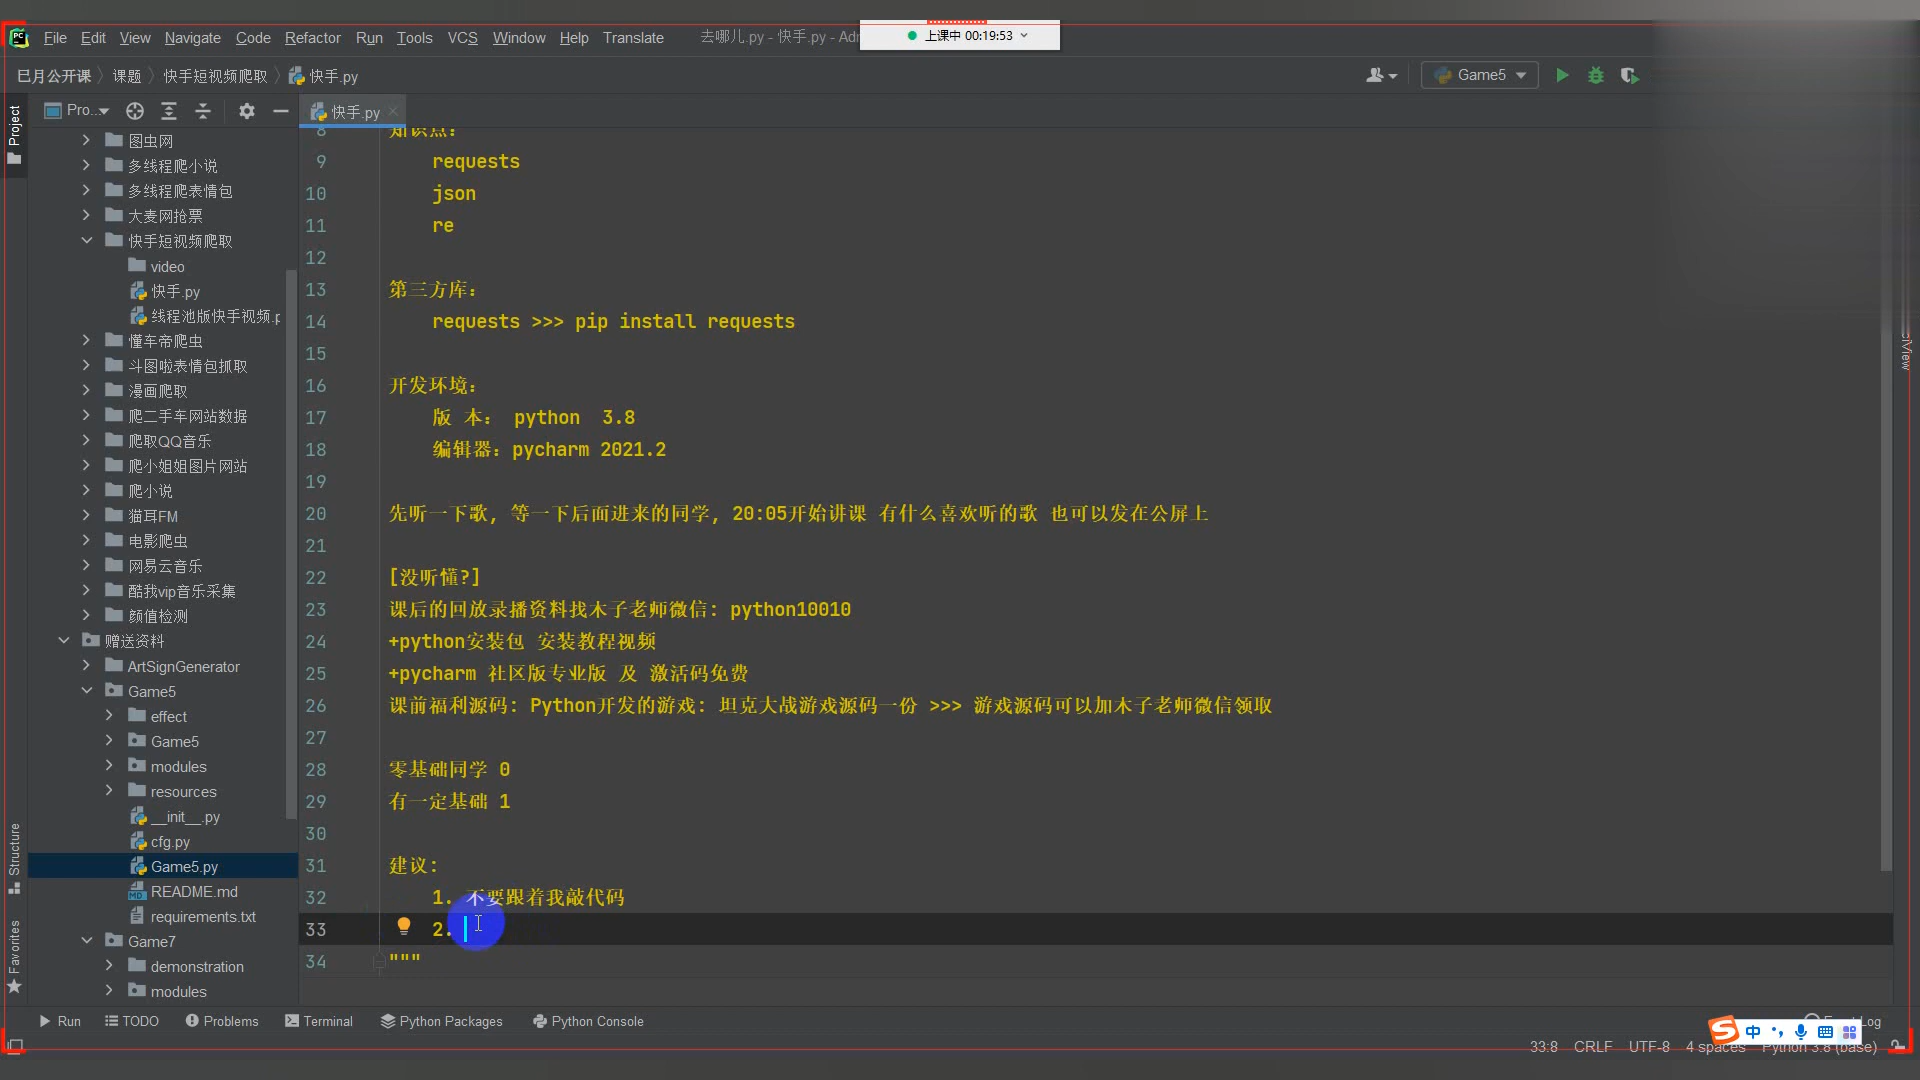 File Edit View Navigate Code Refactor Run Tools VCS Window Help Translate 去哪儿.py - 快手.py - Adm
上课中 00:19:53
巳月公开课 课题 快手短视频爬取 快手.py
Game5
Project
Pro...
快手.py
图虫网
多线程爬小说
多线程爬表情包
大麦网抢票
快手短视频爬取
video
快手.py
线程池版快手视频.p
懂车帝爬虫
斗图啦表情包抓取
漫画爬取
爬二手车网站数据
爬取QQ音乐
爬小姐姐图片网站
爬小说
猫耳FM
电影爬虫
网易云音乐
酷我vip音乐采集
颜值检测
赠送资料
ArtSignGenerator
Game5
effect
Game5
modules
resources
__init__.py
cfg.py
Game5.py
README.md
requirements.txt
Game7
demonstration
modules
Structure
Favorites
8 知识点:
9 requests
10 json
11 re
12
13 第三方库:
14 requests >>> pip install requests
15
16 开发环境:
17 版 本: python 3.8
18 编辑器: pycharm 2021.2
19
20 先听一下歌, 等一下后面进来的同学, 20:05开始讲课 有什么喜欢听的歌 也可以发在公屏上
21
22 [没听懂?]
23 课后的回放录播资料找木子老师微信: python10010
24 +python安装包 安装教程视频
25 +pycharm 社区版专业版 及 激活码免费
26 课前福利源码: Python开发的游戏: 坦克大战游戏源码一份 >>> 游戏源码可以加木子老师微信领取
27
28 零基础同学 0
29 有一定基础 1
30
31 建议:
32 1. 不要跟着我敲代码
33 2.
34 """
Run TODO Problems Terminal Python Packages Python Console
中
33:8 CRLF UTF-8 4 spaces Python 3.8 (base)